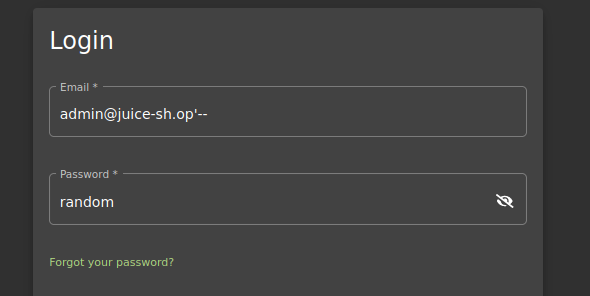 Login
Email *
admin@juice-sh.op'--
Password *
random
Forgot your password?